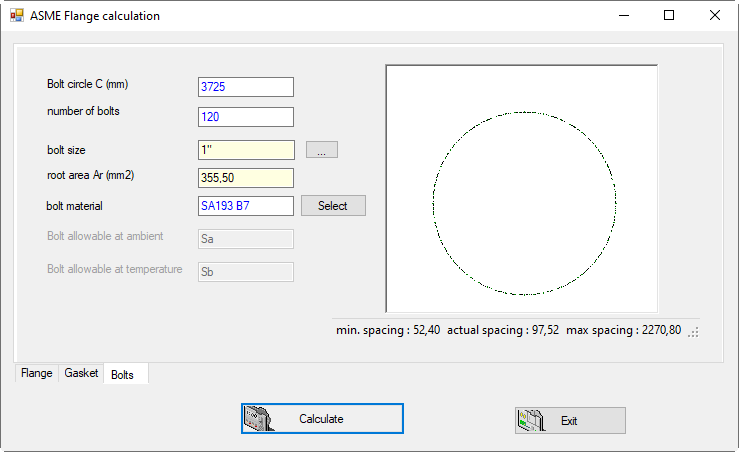 ASME Flange calculation
Bolt circle C (mm) 3725
number of bolts 120
bolt size 1" ...
root area Ar (mm2) 355,50
bolt material SA193 B7 Select
Bolt allowable at ambient Sa
Bolt allowable at temperature Sb
min. spacing : 52,40 actual spacing : 97,52 max spacing : 2270,80
Flange Gasket Bolts
Calculate Exit